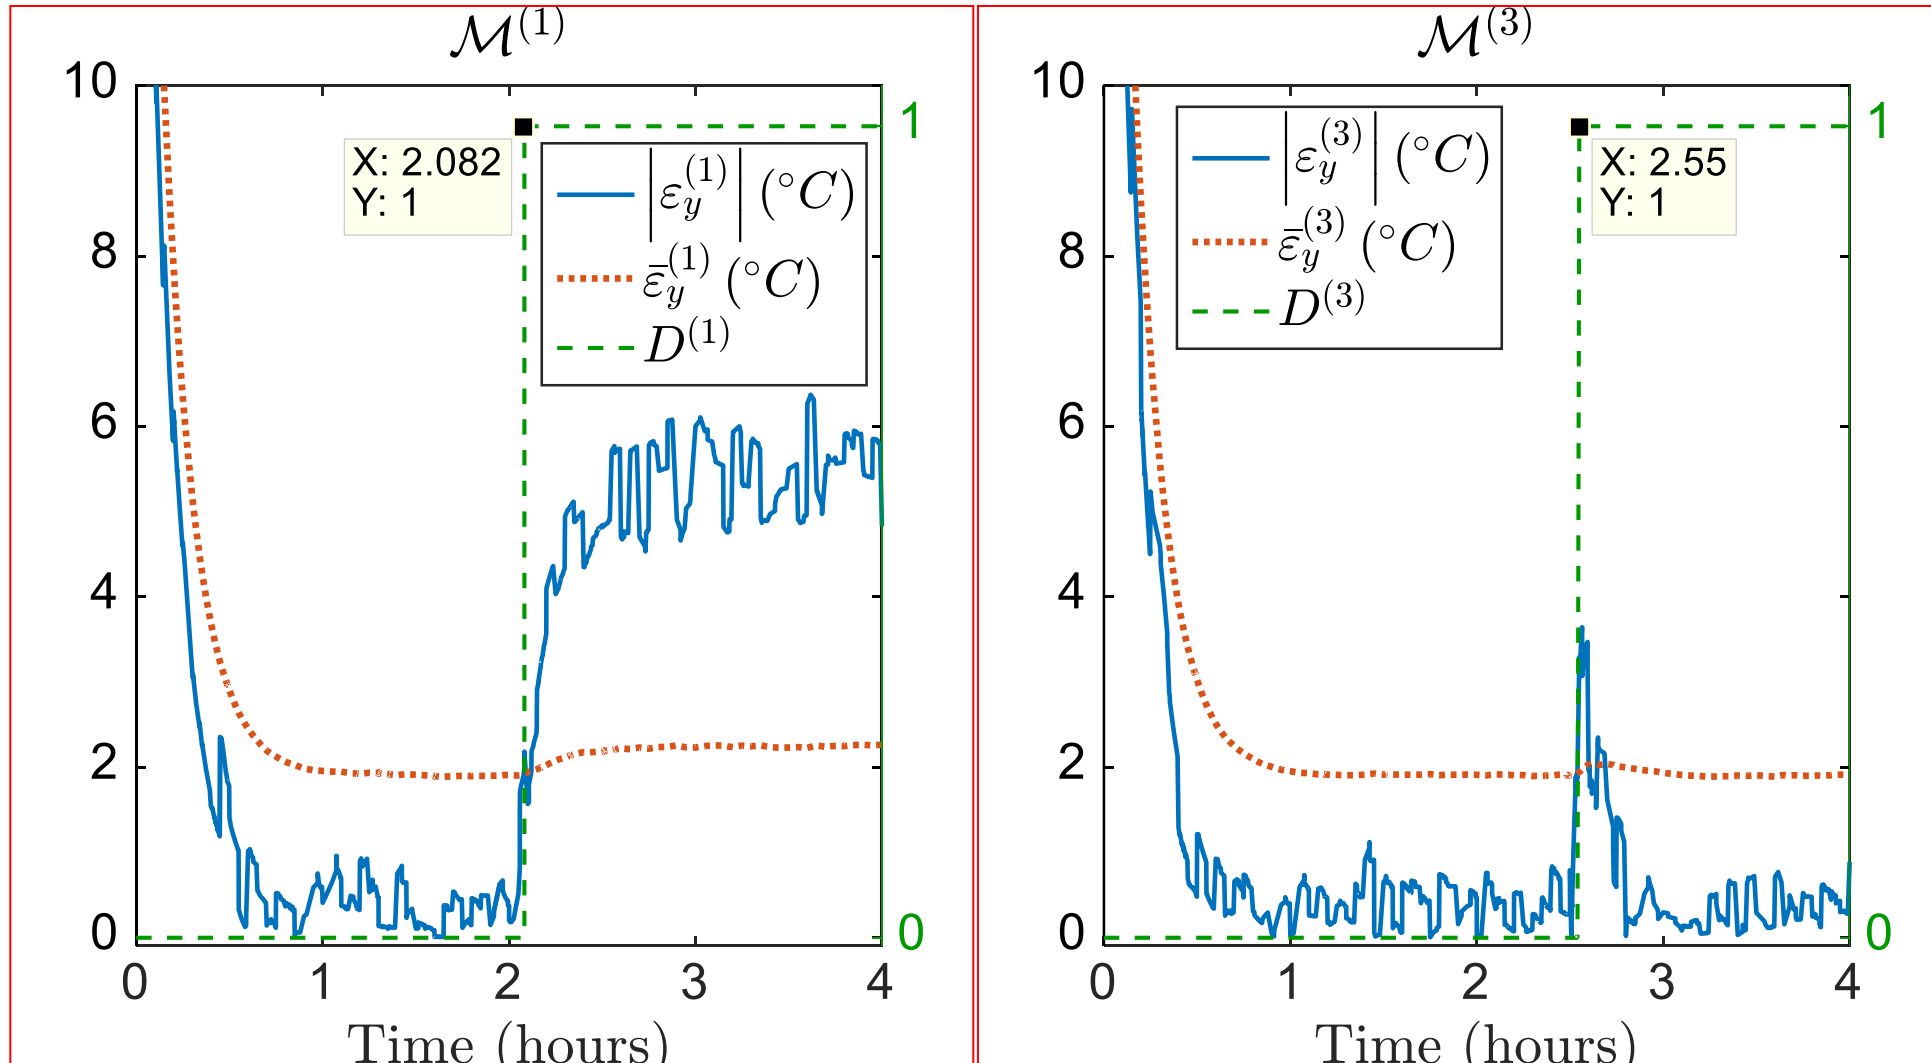 ℳ⁽¹⁾
10
8
6
4
2
0
1
0
X: 2.082
Y: 1
|ε_y⁽¹⁾| (°C)
ε̄_y⁽¹⁾ (°C)
D⁽¹⁾
0 1 2 3 4
Time (hours)
ℳ⁽³⁾
10
8
6
4
2
0
1
0
|ε_y⁽³⁾| (°C)
ε̄_y⁽³⁾ (°C)
D⁽³⁾
X: 2.55
Y: 1
0 1 2 3 4
Time (hours)